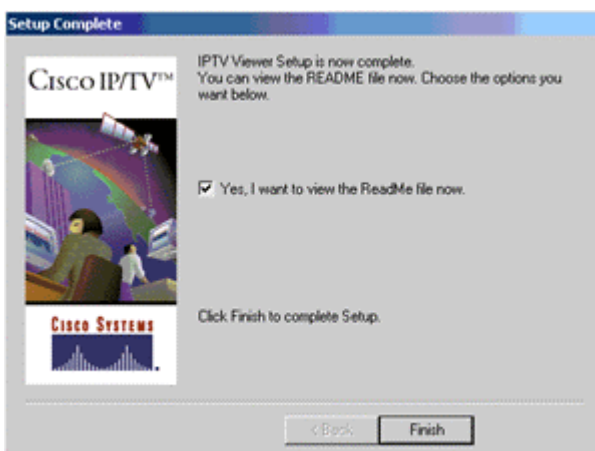 Setup Complete
CISCO IP/TV™
IPTV Viewer Setup is now complete.
You can view the README file now. Choose the options you
want below.
Yes, I want to view the ReadMe file now.
CISCO SYSTEMS
Click Finish to complete Setup.
< Back
Finish